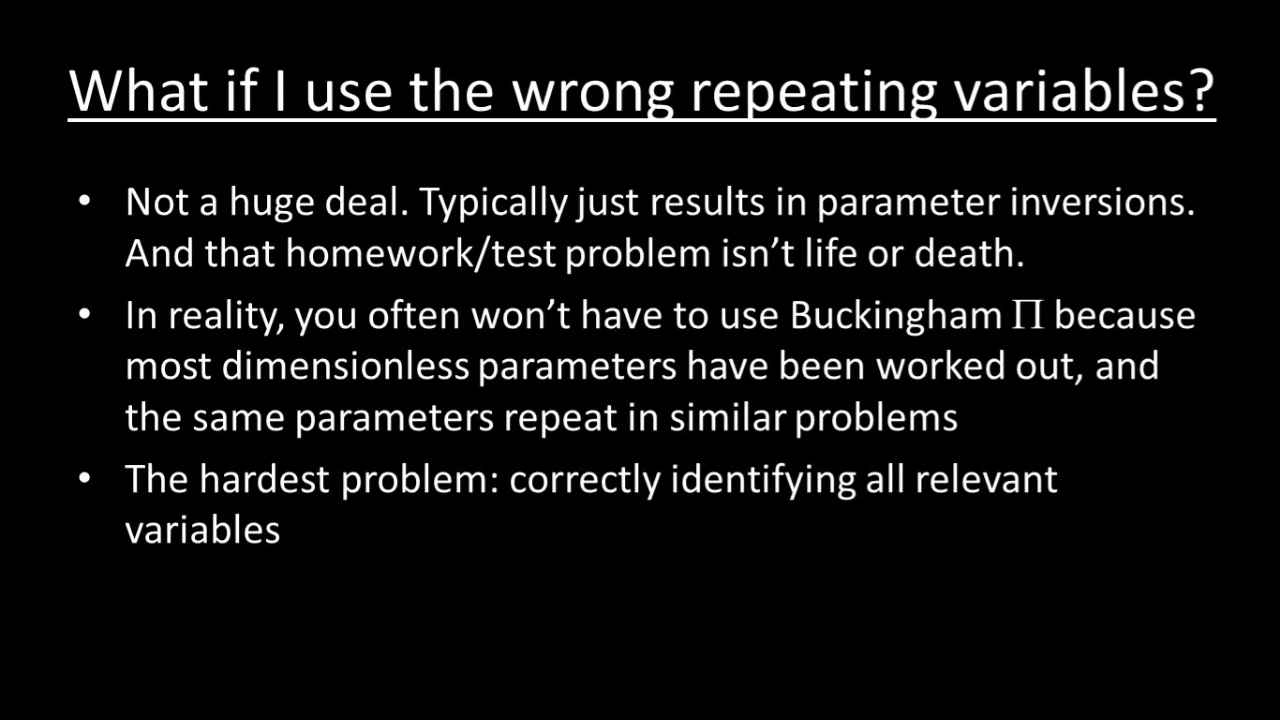 What if I use the wrong repeating variables?
• Not a huge deal. Typically just results in parameter inversions.
And that homework/test problem isn’t life or death.
• In reality, you often won’t have to use Buckingham Π because
most dimensionless parameters have been worked out, and
the same parameters repeat in similar problems
• The hardest problem: correctly identifying all relevant
variables